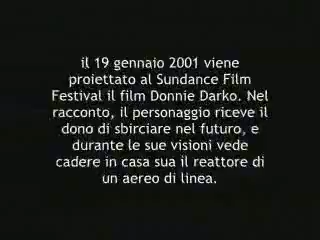 il 19 gennaio 2001 viene
proiettato al Sundance Film
Festival il film Donnie Darko. Nel
racconto, il personaggio riceve il
dono di sbirciare nel futuro, e
durante le sue visioni vede
cadere in casa sua il reattore di
un aereo di linea.